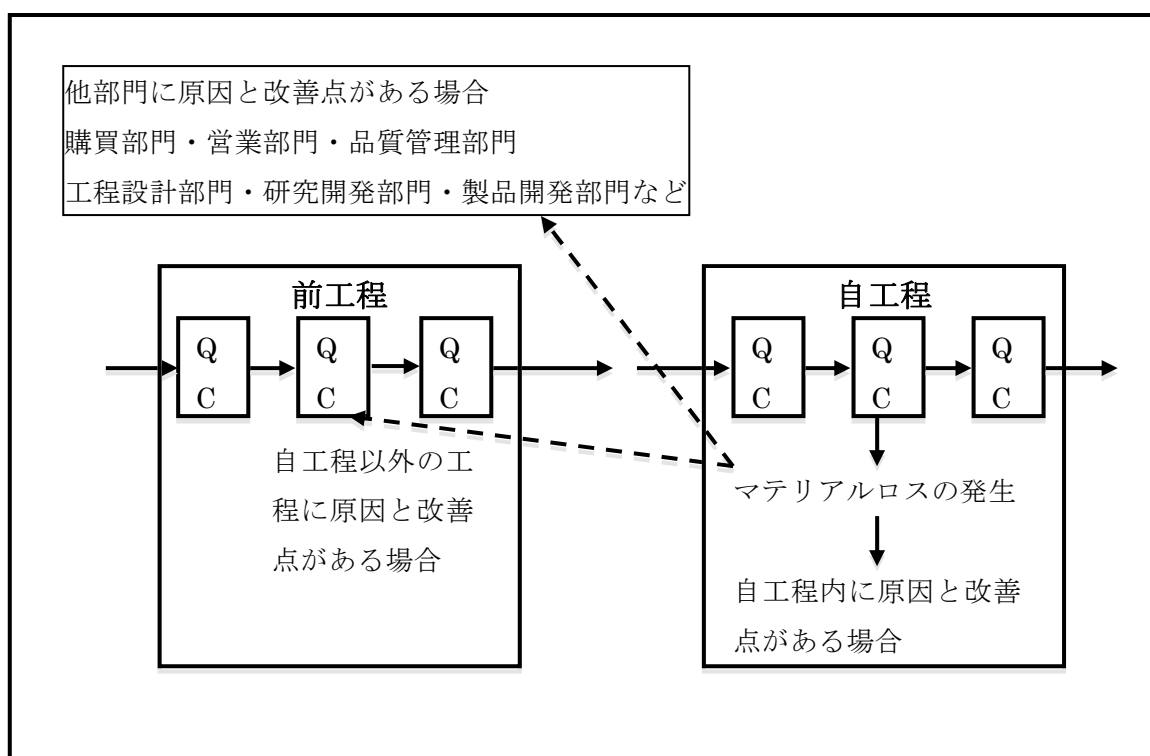 他部門に原因と改善点がある場合
購買部門・営業部門・品質管理部門
工程設計部門・研究開発部門・製品開発部門など
前工程
Q
C
Q
C
Q
C
自工程以外の工
程に原因と改善
点がある場合
自工程
Q
C
Q
C
Q
C
マテリアルロスの発生
自工程内に原因と改善
点がある場合